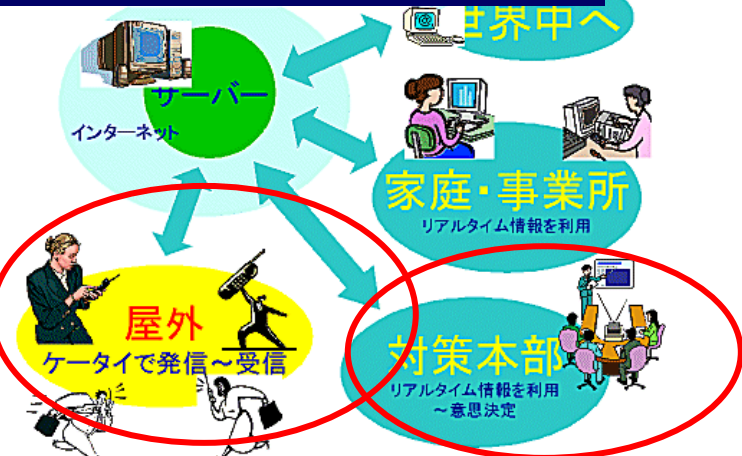 世界中へ
サーバー
インターネット
家庭・事業所
リアルタイム情報を利用
屋外
ケータイで発信～受信
対策本部
リアルタイム情報を利用
～意思決定